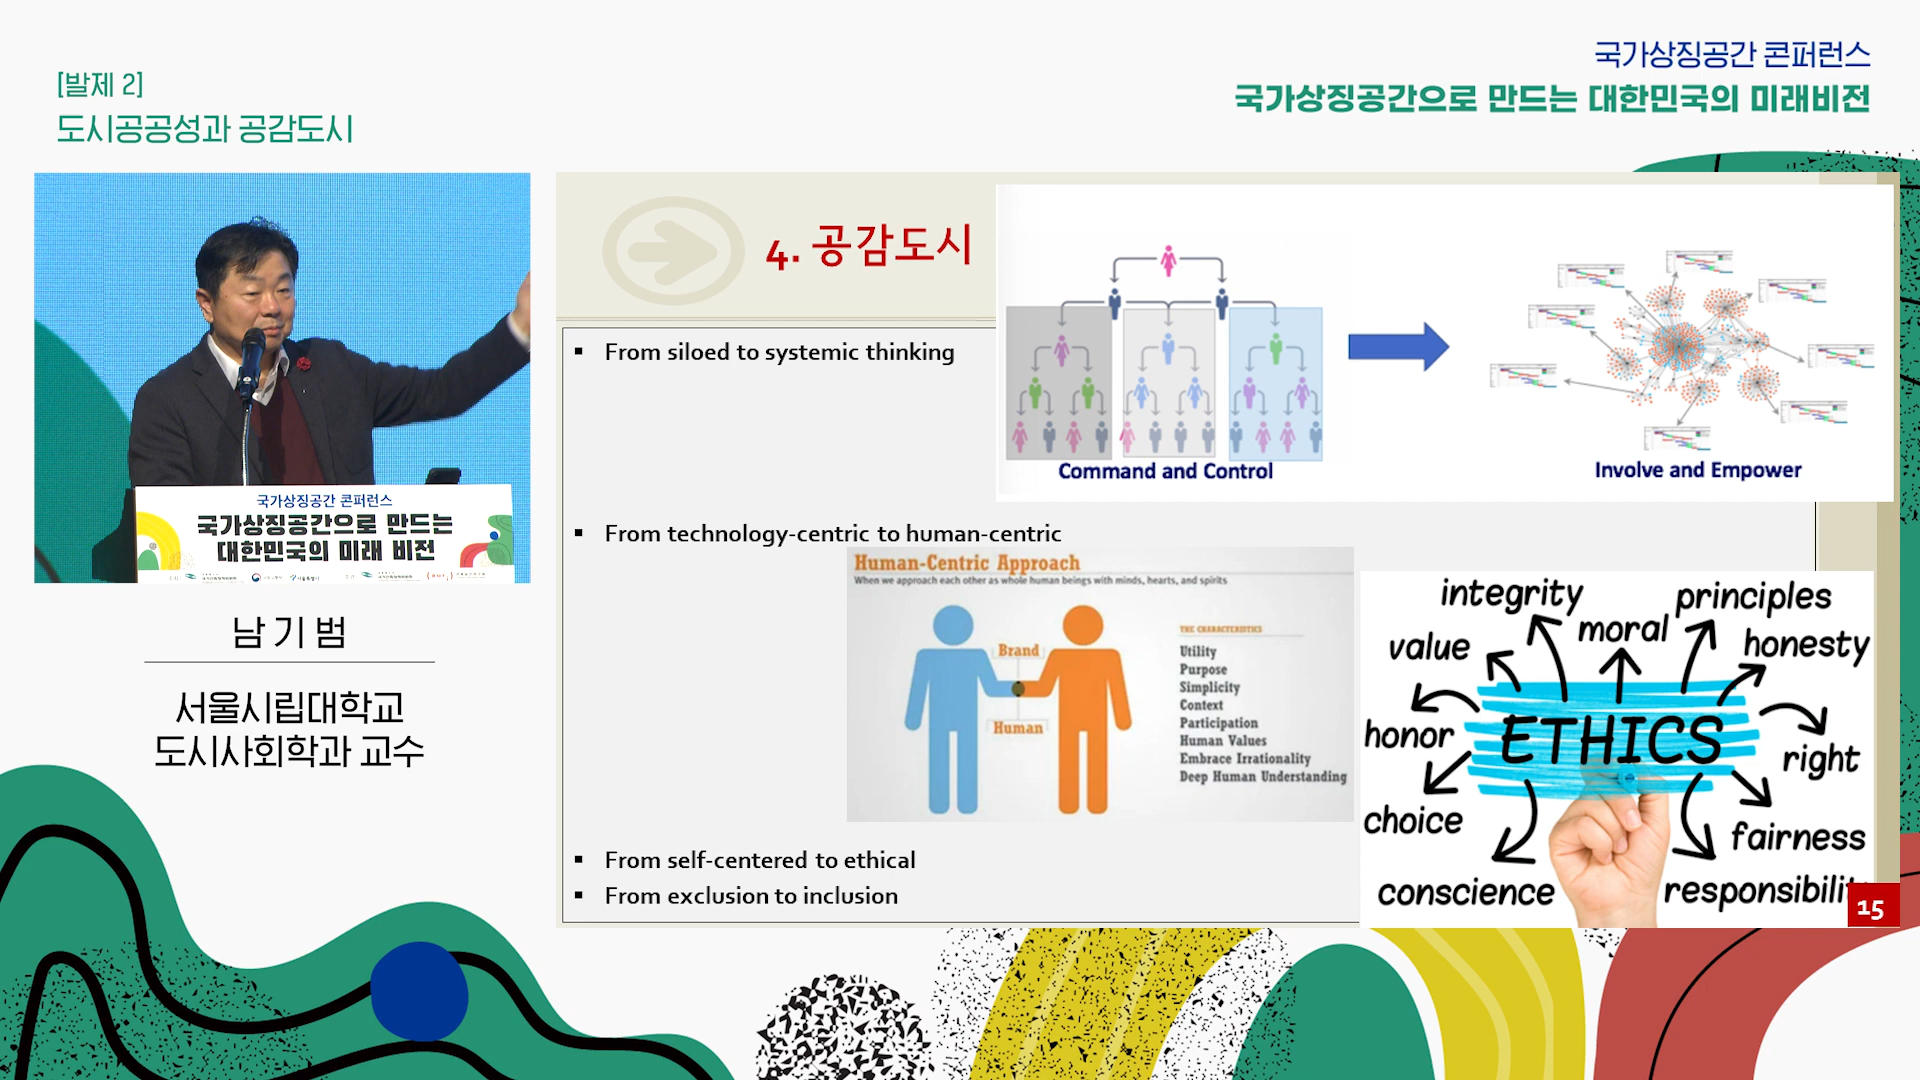 [발제 2]
도시공공성과 공감도시
국가상징공간 콘퍼런스
국가상징공간으로 만드는 대한민국의 미래비전
국가상징공간 콘퍼런스
국가상징공간으로 만드는
대한민국의 미래 비전
남기범
서울시립대학교
도시사회학과 교수
4. 공감도시
▪ From siloed to systemic thinking
Command and Control
Involve and Empower
▪ From technology-centric to human-centric
Human-Centric Approach
When we approach each other as whole human beings with minds, hearts, and spirits
Brand
Human
THE CHARACTERISTICS
Utility
Purpose
Simplicity
Context
Participation
Human Values
Embrace Irrationality
Deep Human Understanding
integrity
principles
value
moral
honesty
honor
ETHICS
right
choice
fairness
conscience
responsibilit
▪ From self-centered to ethical
▪ From exclusion to inclusion
15